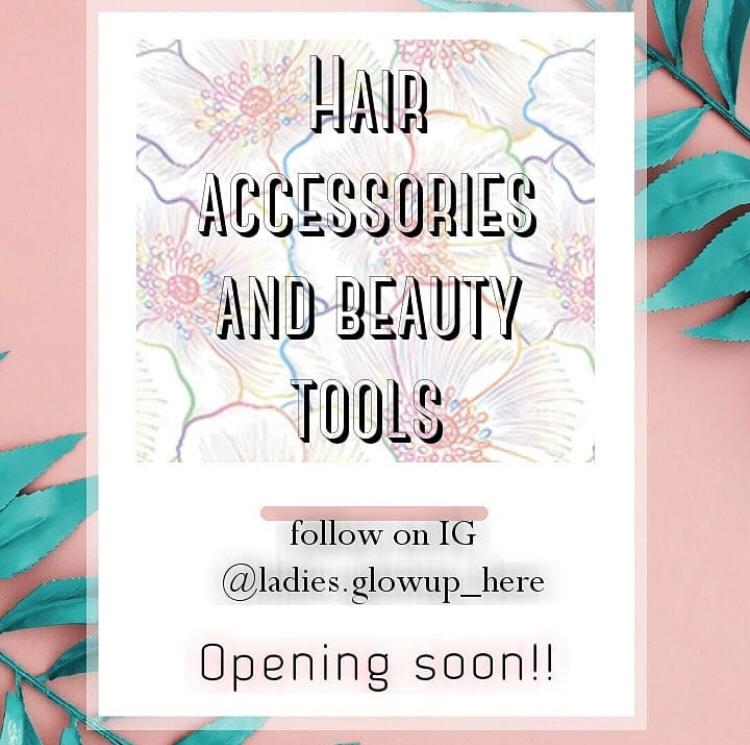 HAIR
ACCESSORIES
AND BEAUTY
TOOLS
follow on IG
@ladies.glowup_here
Opening soon!!